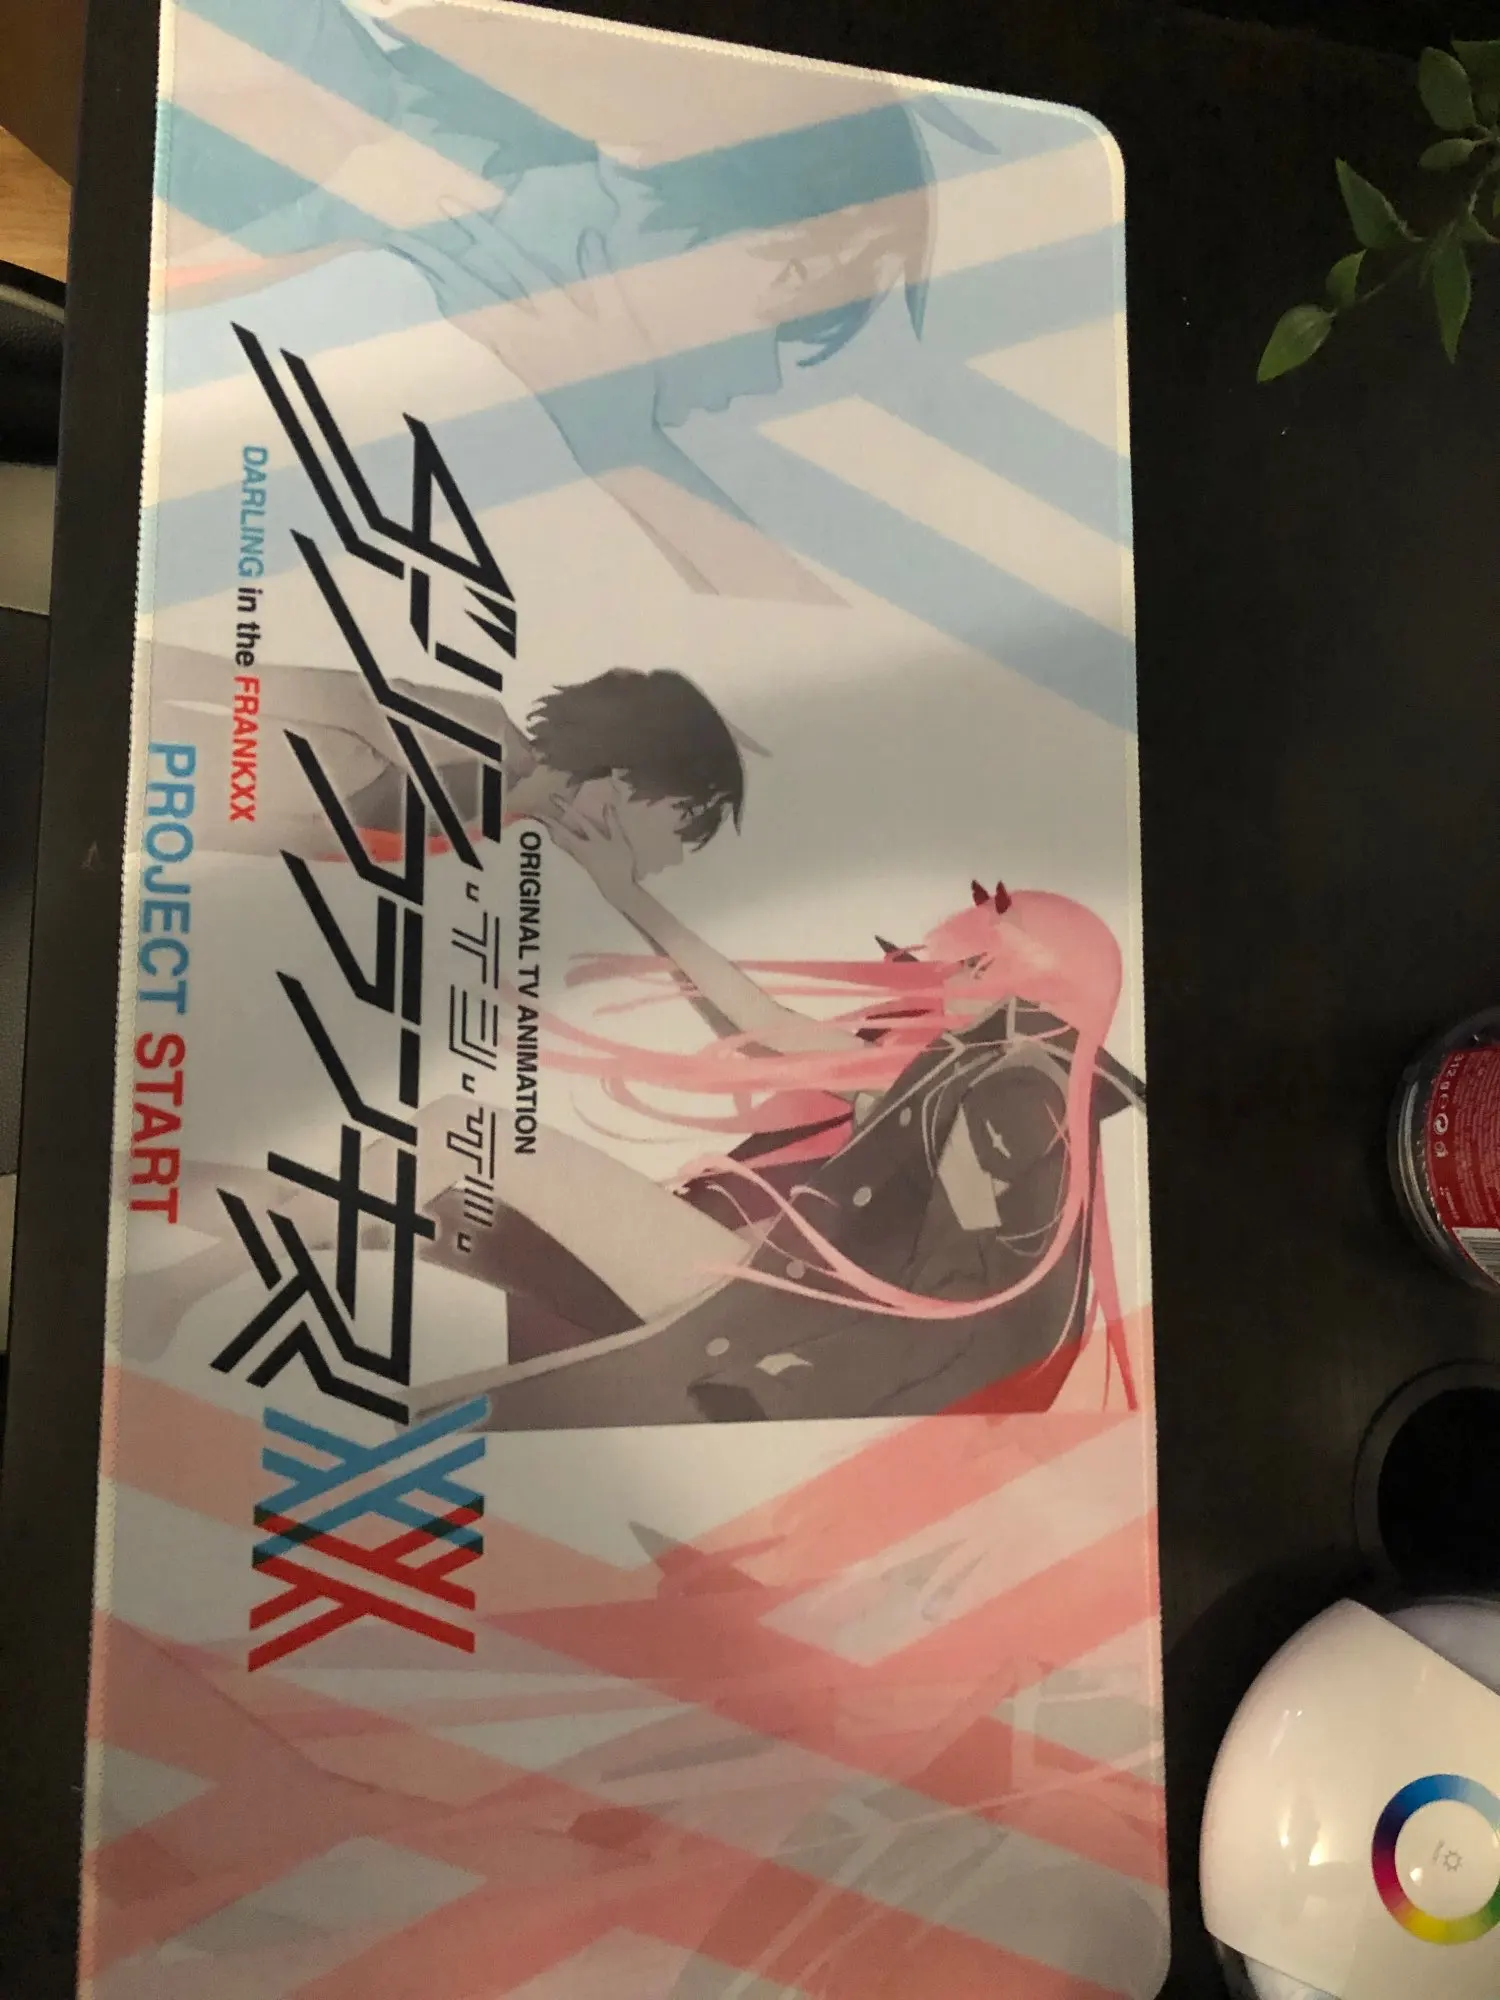 ORIGINAL TV ANIMATION
ダーリン・イン・ザ・
フランキス
DARLING in the FRANKXX
PROJECT START
312 g